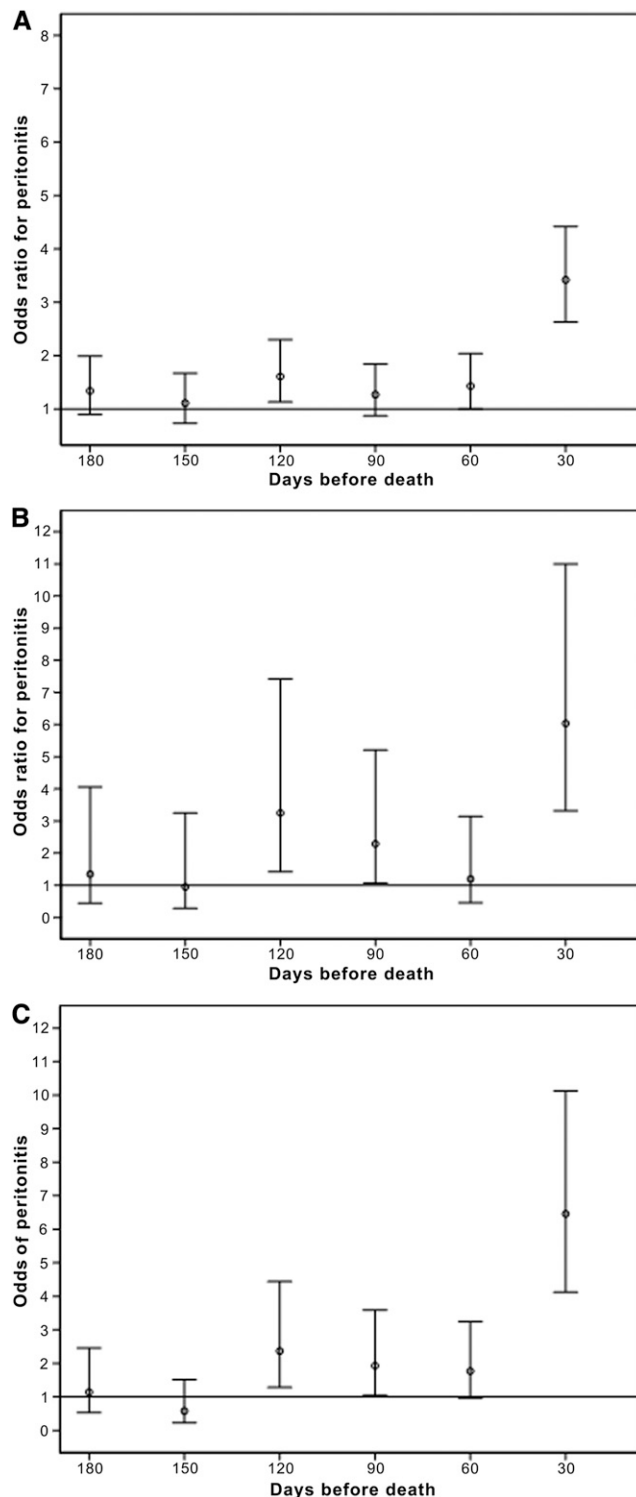 A
Odds ratio for peritonitis
8
7
6
5
4
3
2
1
180 150 120 90 60 30
Days before death
B
Odds ratio for peritonitis
12
11
10
9
8
7
6
5
4
3
2
1
0
180 150 120 90 60 30
Days before death
C
Odds of peritonitis
12
11
10
9
8
7
6
5
4
3
2
1
0
180 150 120 90 60 30
Days before death